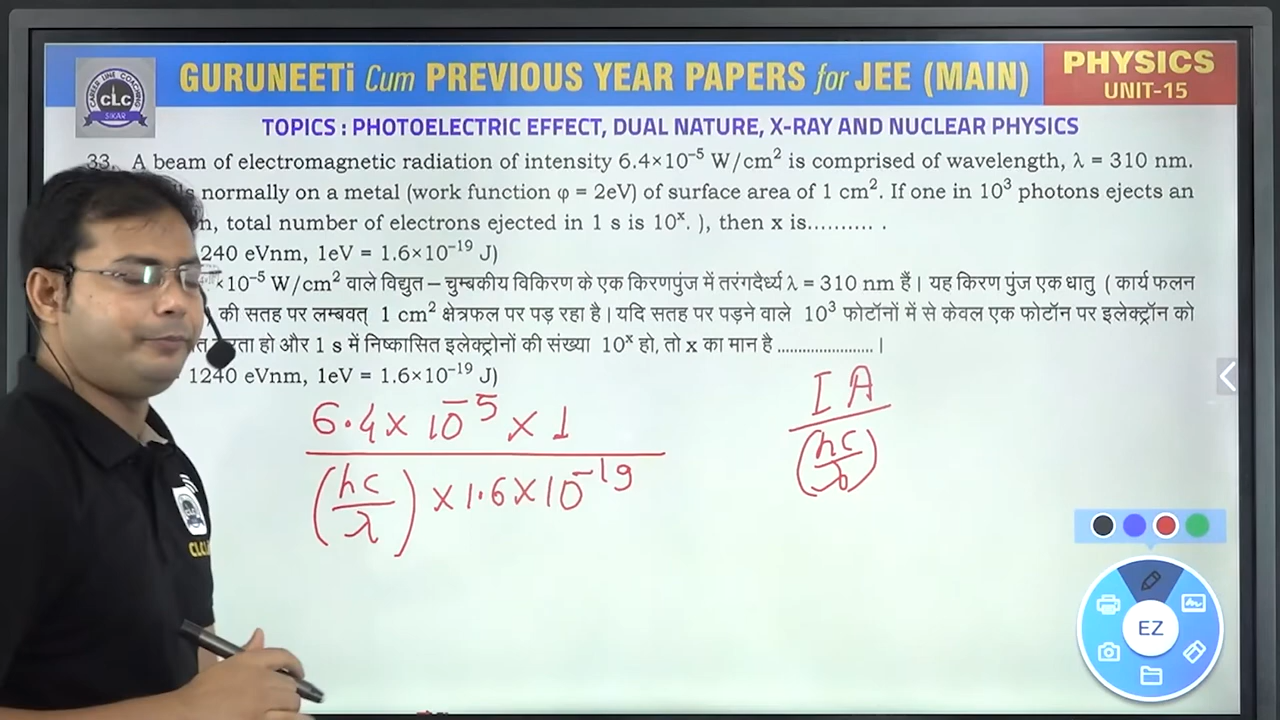 GURUNEETi Cum PREVIOUS YEAR PAPERS for JEE (MAIN)
PHYSICS
UNIT-15
CLC
SIKAR
TOPICS : PHOTOELECTRIC EFFECT, DUAL NATURE, X-RAY AND NUCLEAR PHYSICS
33. A beam of electromagnetic radiation of intensity 6.4×10⁻⁵ W/cm² is comprised of wavelength, λ = 310 nm.
normally on a metal (work function φ = 2eV) of surface area of 1 cm². If one in 10³ photons ejects an
total number of electrons ejected in 1 s is 10ˣ. ), then x is.......... .
240 eVnm, 1eV = 1.6×10⁻¹⁹ J)
×10⁻⁵ W/cm² वाले विद्युत – चुम्बकीय विकिरण के एक किरणपुंज में तरंगदैर्ध्य λ = 310 nm हैं। यह किरण पुंज एक धातु ( कार्य फलन
की सतह पर लम्बवत् 1 cm² क्षेत्रफल पर पड़ रहा है। यदि सतह पर पड़ने वाले 10³ फोटॉनों में से केवल एक फोटॉन पर इलेक्ट्रॉन को
हो और 1 s में निष्कासित इलेक्ट्रोनों की संख्या 10ˣ हो, तो x का मान है ........................ |
1240 eVnm, 1eV = 1.6×10⁻¹⁹ J)
I A
6.4 × 10⁻⁵ × 1
(hc/λ)
(hc/λ) × 1.6 × 10⁻¹⁹
EZ